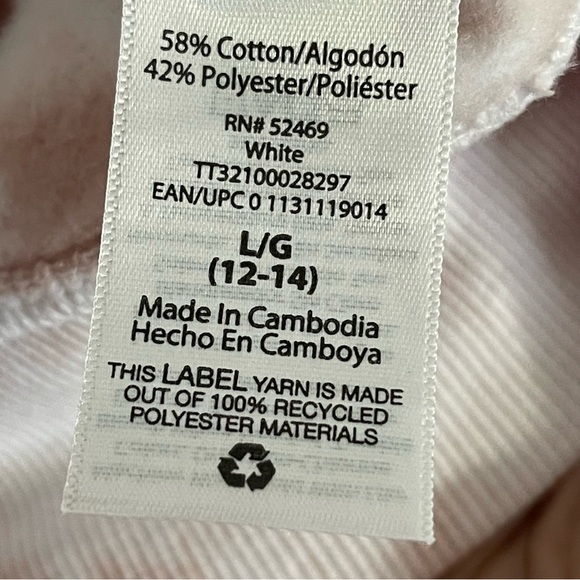 58% Cotton/Algodón
42% Polyester/Poliéster
RN# 52469
White
TT32100028297
EAN/UPC 0 1131119014
L/G
(12-14)
Made In Cambodia
Hecho En Camboya
THIS LABEL YARN IS MADE
OUT OF 100% RECYCLED
POLYESTER MATERIALS